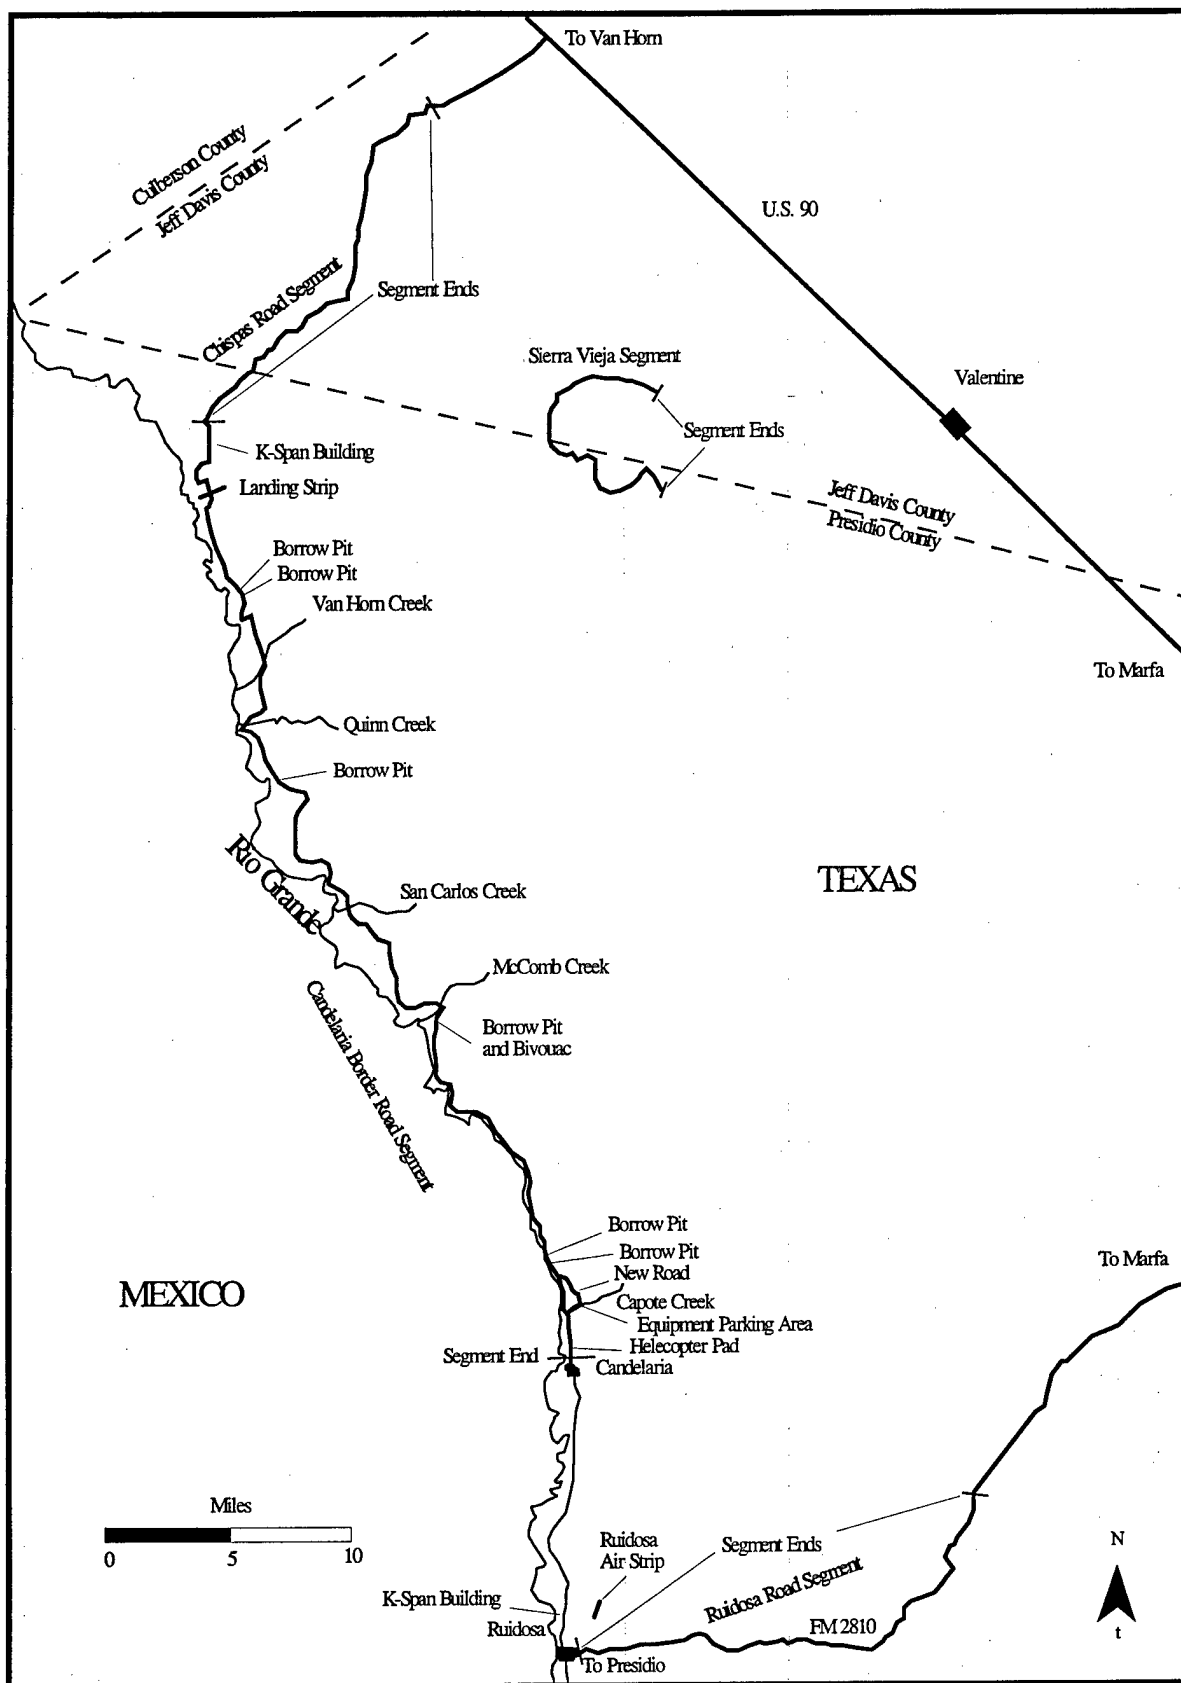 To Van Horn
Culberson County
Jeff Davis County
U.S. 90
Chispas Road Segment
Segment Ends
Sierra Vieja Segment
Valentine
Segment Ends
K-Span Building
Landing Strip
Jeff Davis County
Presidio County
Borrow Pit
Borrow Pit
Van Horn Creek
To Marfa
Quinn Creek
Borrow Pit
Rio Grande
TEXAS
San Carlos Creek
McComb Creek
Candelaria Border Road Segment
Borrow Pit
and Bivouac
Borrow Pit
Borrow Pit
New Road
To Marfa
MEXICO
Capote Creek
Equipment Parking Area
Helecopter Pad
Segment End
Candelaria
Miles
0 5 10
Ruidosa
Air Strip
Segment Ends
N
Ruidosa Road Segment
K-Span Building
Ruidosa
FM 2810
t
To Presidio